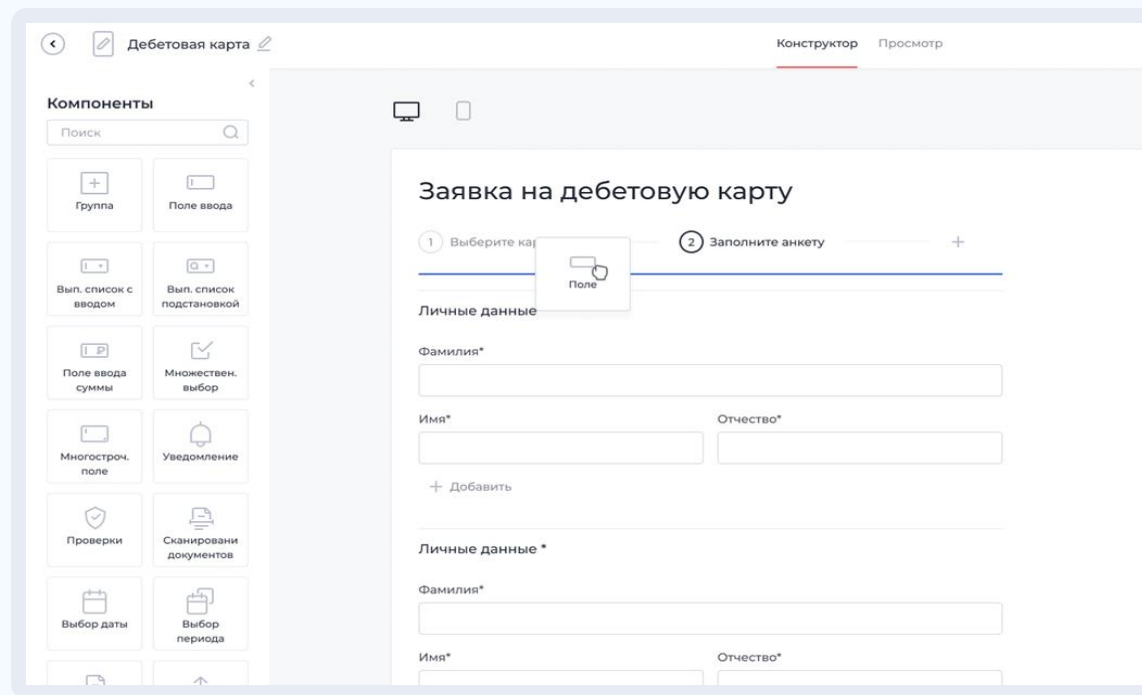 Дебетовая карта
Конструктор Просмотр
Компоненты
Поиск
Группа
Поле ввода
Вып. список с
вводом
Вып. список
подстановкой
Поле ввода
суммы
Множествен.
выбор
Многостроч.
поле
Уведомление
Проверки
Сканировани
документов
Выбор даты
Выбор
периода
Заявка на дебетовую карту
1 Выберите кар
2 Заполните анкету
Поле
Личные данные
Фамилия*
Имя* Отчество*
Добавить
Личные данные *
Фамилия*
Имя* Отчество*